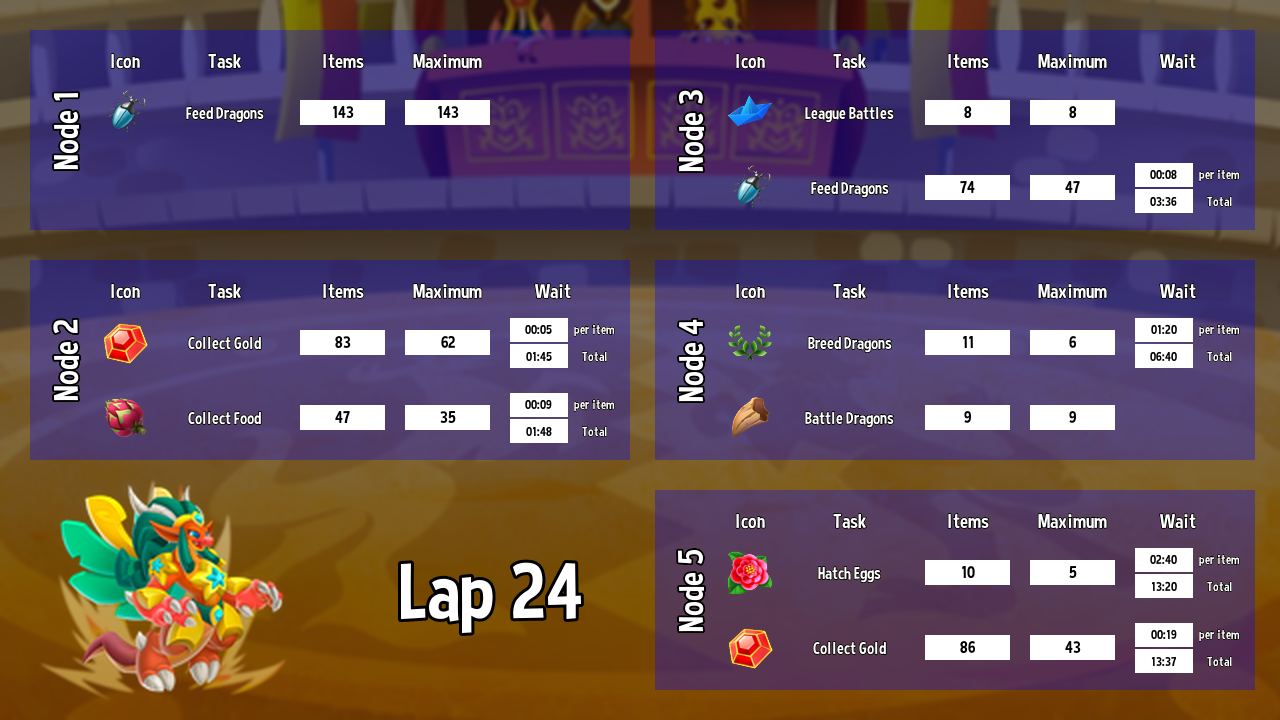 Node 1
Icon Task Items Maximum
Feed Dragons 143 143
Node 2
Icon Task Items Maximum Wait
Collect Gold 83 62 00:05 per item
01:45 Total
Collect Food 47 35 00:09 per item
01:48 Total
Lap 24
Node 3
Icon Task Items Maximum Wait
League Battles 8 8
Feed Dragons 74 47 00:08 per item
03:36 Total
Node 4
Icon Task Items Maximum Wait
Breed Dragons 11 6 01:20 per item
06:40 Total
Battle Dragons 9 9
Node 5
Icon Task Items Maximum Wait
Hatch Eggs 10 5 02:40 per item
13:20 Total
Collect Gold 86 43 00:19 per item
13:37 Total